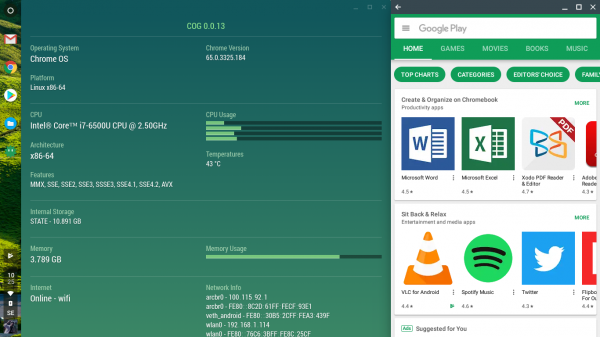 COG 0.0.13
Operating System
Chrome OS
Chrome Version
65.0.3325.184
Platform
Linux x86-64
CPU
Intel® Core™ i7-6500U CPU @ 2.50GHz
CPU Usage
Architecture
x86-64
Temperatures
43 °C
Features
MMX, SSE, SSE2, SSE3, SSSE3, SSE4.1, SSE4.2, AVX
Internal Storage
STATE - 10.891 GB
Memory
3.789 GB
Memory Usage
Internet
Online - wifi
Network Info
arcbr0 - 100.115.92.1
arcbr0 - FE80::8C2D:61FF:FECF:93E1
veth_android - FE80::30B5:2CFF:FEA3:439F
wlan0 - 192.168.1.114
wlan0 - FE80::76C6:3BFF:FE8C:25CF
10
25
SE
Google Play
HOME GAMES MOVIES BOOKS MUSIC
TOP CHARTS CATEGORIES EDITORS' CHOICE FAMILY
Create & Organize on Chromebook
Productivity apps
MORE
PDF
Microsoft Word
4.5
Microsoft Excel
4.5
Xodo PDF Reader & Editor
4.7
Adobe
Reader
4.3
Sit Back & Relax
Entertainment and media apps
MORE
VLC for Android
4.4
Spotify Music
4.6
Twitter
4.3
Flipboard
For O
4.4
Ads Suggested for You